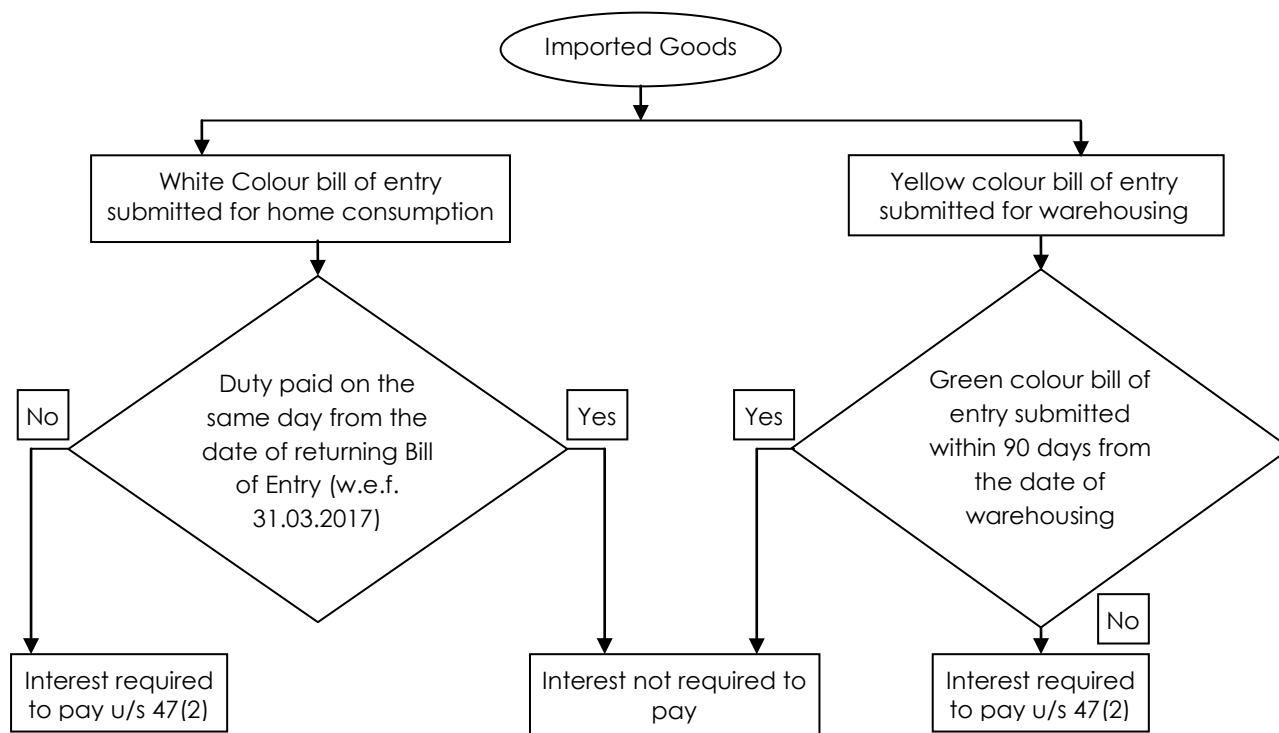 Imported Goods
White Colour bill of entry
submitted for home consumption
Yellow colour bill of entry
submitted for warehousing
Duty paid on the
same day from the
date of returning Bill
of Entry (w.e.f.
31.03.2017)
No
Yes
Yes
Green colour bill of
entry submitted
within 90 days from
the date of
warehousing
No
Interest required
to pay u/s 47(2)
Interest not required to
pay
Interest required
to pay u/s 47(2)